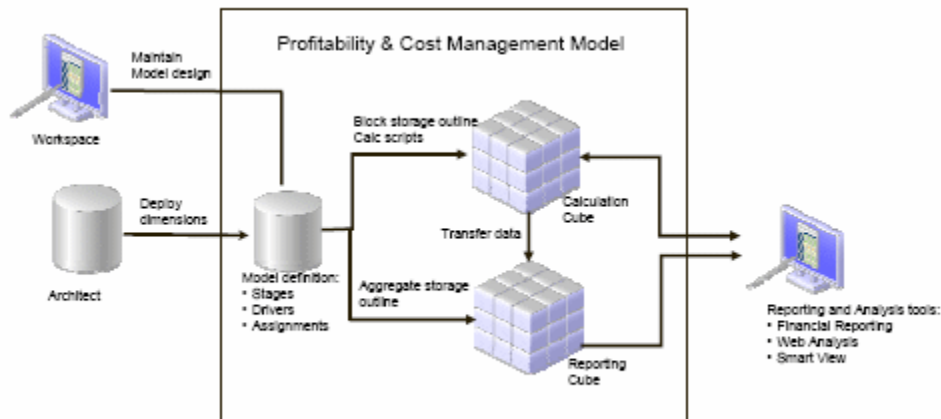 Profitability & Cost Management Model
Maintain
Model design
Workspace
Block storage outline
Calc scripts
Deploy
dimensions
Calculation
Cube
Transfer data
Architect
Model definition:
• Stages
• Drivers
• Assignments
Aggregate storage
outline
Reporting
Cube
Reporting and Analysis tools:
• Financial Reporting
• Web Analysis
• Smart View